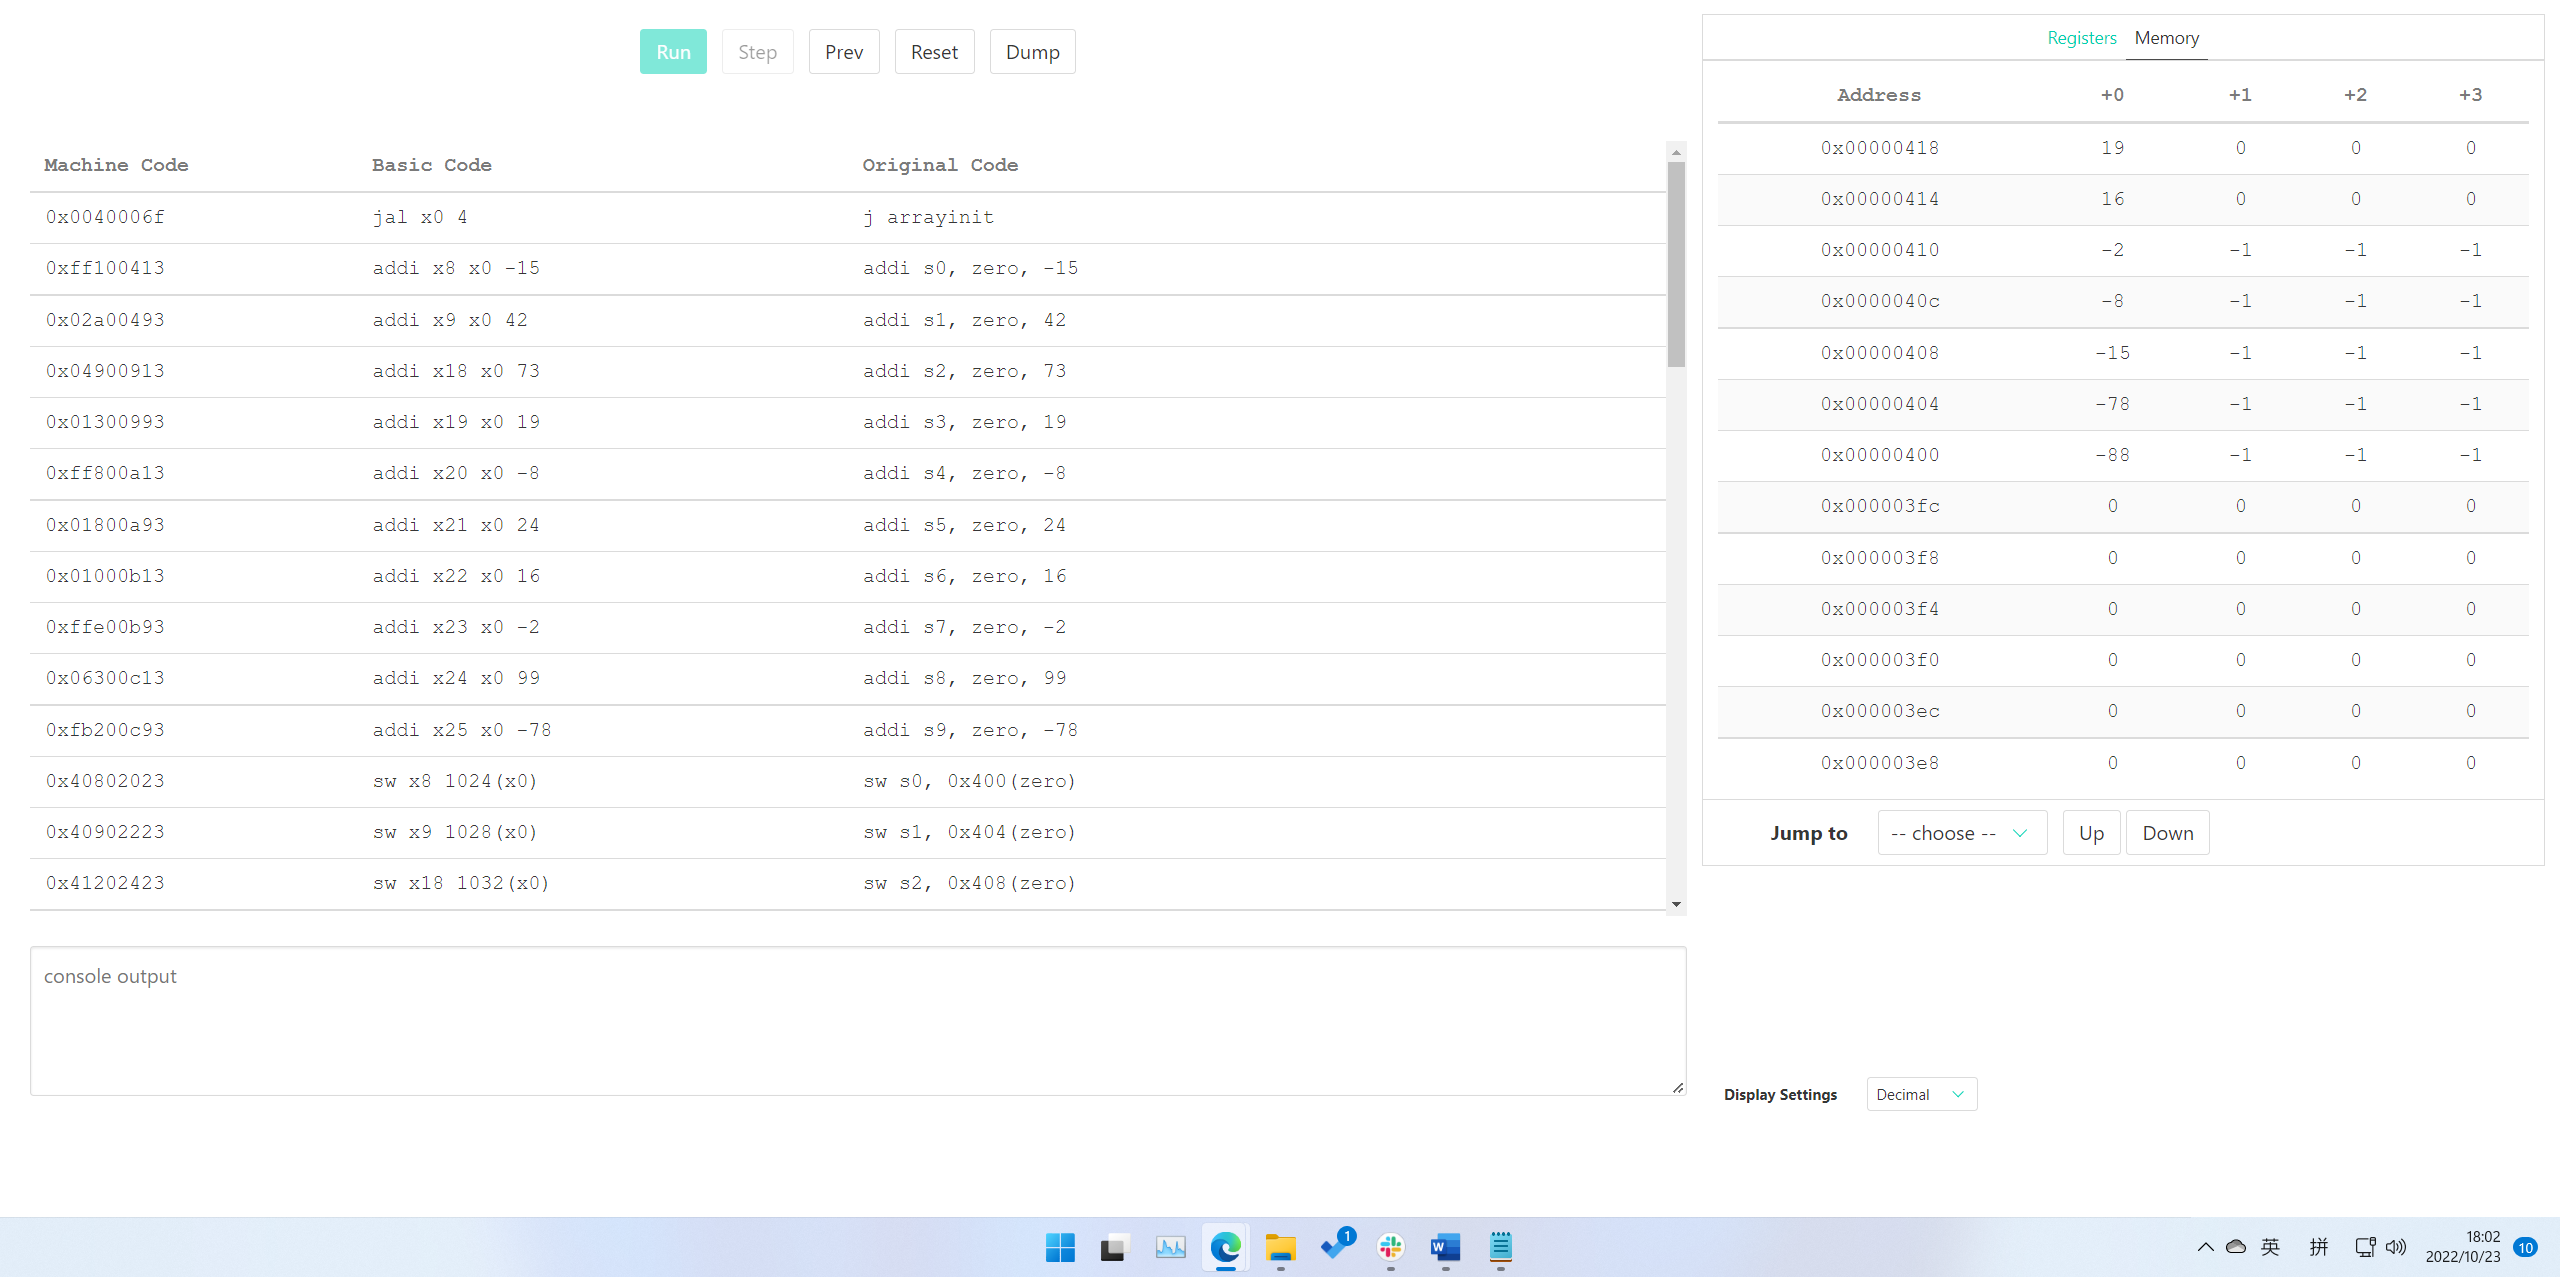 Run Step Prev Reset Dump
Machine Code Basic Code Original Code
0x0040006f jal x0 4 j arrayinit
0xff100413 addi x8 x0 -15 addi s0, zero, -15
0x02a00493 addi x9 x0 42 addi s1, zero, 42
0x04900913 addi x18 x0 73 addi s2, zero, 73
0x01300993 addi x19 x0 19 addi s3, zero, 19
0xff800a13 addi x20 x0 -8 addi s4, zero, -8
0x01800a93 addi x21 x0 24 addi s5, zero, 24
0x01000b13 addi x22 x0 16 addi s6, zero, 16
0xffe00b93 addi x23 x0 -2 addi s7, zero, -2
0x06300c13 addi x24 x0 99 addi s8, zero, 99
0xfb200c93 addi x25 x0 -78 addi s9, zero, -78
0x40802023 sw x8 1024(x0) sw s0, 0x400(zero)
0x40902223 sw x9 1028(x0) sw s1, 0x404(zero)
0x41202423 sw x18 1032(x0) sw s2, 0x408(zero)
console output
Registers Memory
Address +0 +1 +2 +3
0x00000418 19 0 0 0
0x00000414 16 0 0 0
0x00000410 -2 -1 -1 -1
0x0000040c -8 -1 -1 -1
0x00000408 -15 -1 -1 -1
0x00000404 -78 -1 -1 -1
0x00000400 -88 -1 -1 -1
0x000003fc 0 0 0 0
0x000003f8 0 0 0 0
0x000003f4 0 0 0 0
0x000003f0 0 0 0 0
0x000003ec 0 0 0 0
0x000003e8 0 0 0 0
Jump to -- choose -- Up Down
Display Settings Decimal
1
W
英 拼
18:02
2022/10/23
10